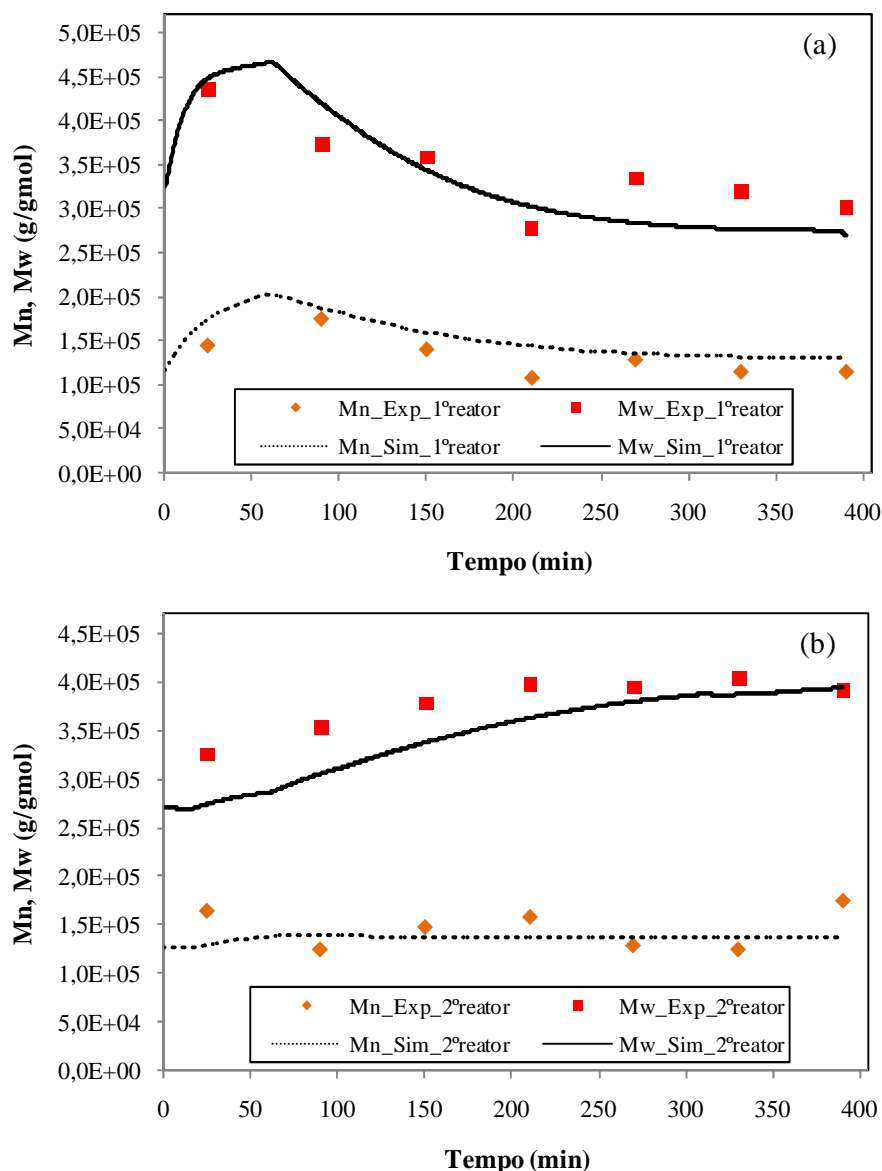 (a)
5,0E+05
4,5E+05
4,0E+05
3,5E+05
3,0E+05
2,5E+05
2,0E+05
1,5E+05
1,0E+05
5,0E+04
0,0E+00
Mn, Mw (g/gmol)
Mn_Exp_1ºreator Mw_Exp_1ºreator
Mn_Sim_1ºreator Mw_Sim_1ºreator
0 50 100 150 200 250 300 350 400
Tempo (min)
(b)
4,5E+05
4,0E+05
3,5E+05
3,0E+05
2,5E+05
2,0E+05
1,5E+05
1,0E+05
5,0E+04
0,0E+00
Mn, Mw (g/gmol)
Mn_Exp_2ºreator Mw_Exp_2ºreator
Mn_Sim_2ºreator Mw_Sim_2ºreator
0 50 100 150 200 250 300 350 400
Tempo (min)